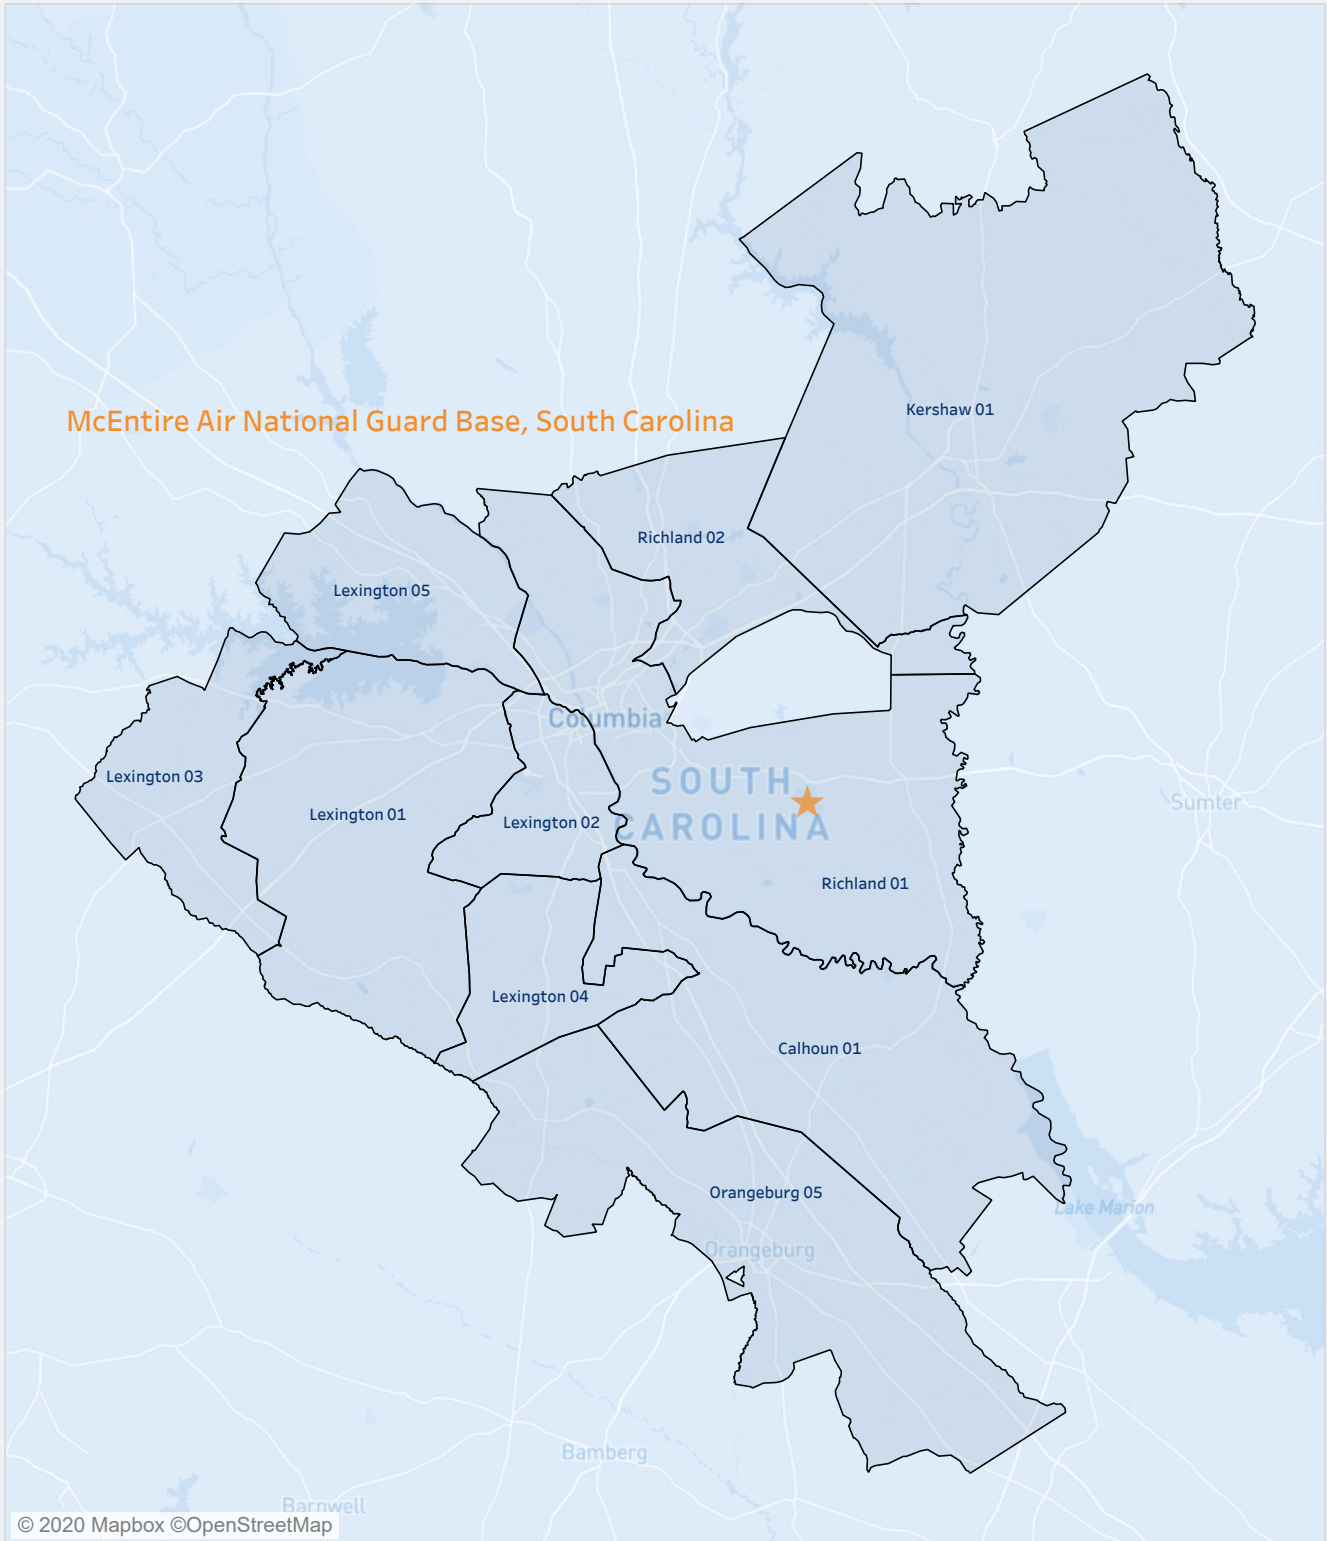 McEntire Air National Guard Base, South Carolina
Kershaw 01
Richland 02
Lexington 05
Columbia
Lexington 03
SOUTH
CAROLINA
Sumter
Lexington 01
Lexington 02
Richland 01
Lexington 04
Calhoun 01
Orangeburg 05
Lake Marion
Orangeburg
Bamberg
Barnwell
© 2020 Mapbox ©OpenStreetMap